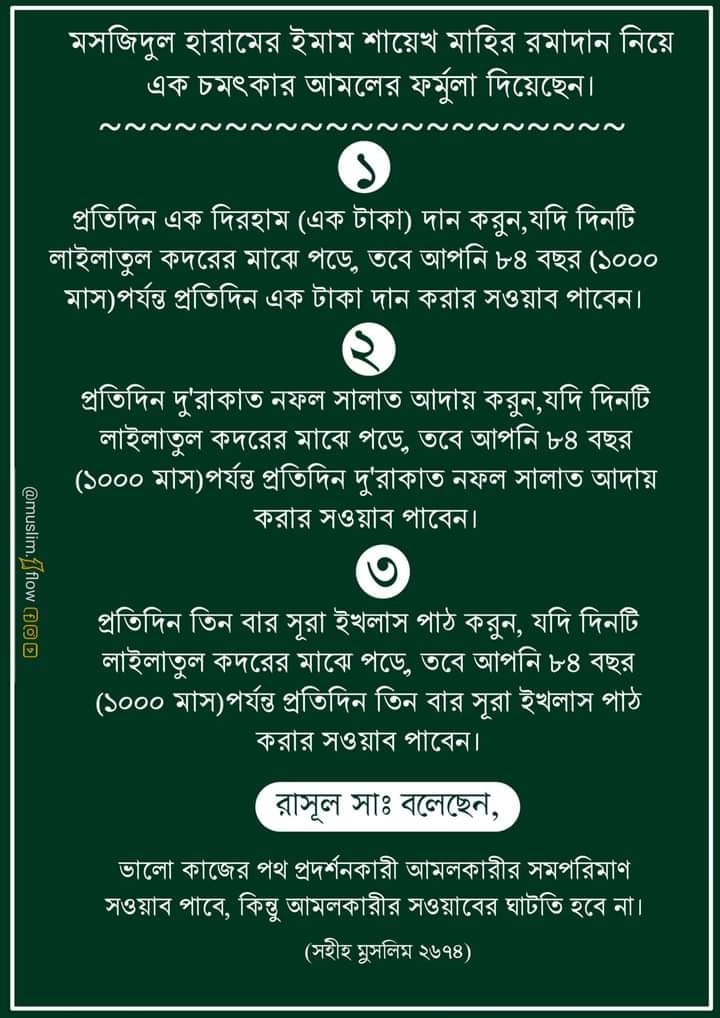 মসজিদুল হারামের ইমাম শায়েখ মাহির রমাদান নিয়ে
এক চমৎকার আমলের ফর্মুলা দিয়েছেন।
~~~~~~~~~~~~~~~~~~~~~
১
প্রতিদিন এক দিরহাম (এক টাকা) দান করুন,যদি দিনটি
লাইলাতুল কদরের মাঝে পড়ে, তবে আপনি ৮৪ বছর (১০০০
মাস)পর্যন্ত প্রতিদিন এক টাকা দান করার সওয়াব পাবেন।
২
প্রতিদিন দু'রাকাত নফল সালাত আদায় করুন,যদি দিনটি
লাইলাতুল কদরের মাঝে পড়ে, তবে আপনি ৮৪ বছর
(১০০০ মাস)পর্যন্ত প্রতিদিন দু'রাকাত নফল সালাত আদায়
করার সওয়াব পাবেন।
৩
প্রতিদিন তিন বার সূরা ইখলাস পাঠ করুন, যদি দিনটি
লাইলাতুল কদরের মাঝে পড়ে, তবে আপনি ৮৪ বছর
(১০০০ মাস)পর্যন্ত প্রতিদিন তিন বার সূরা ইখলাস পাঠ
করার সওয়াব পাবেন।
রাসূল সাঃ বলেছেন,
ভালো কাজের পথ প্রদর্শনকারী আমলকারীর সমপরিমাণ
সওয়াব পাবে, কিন্তু আমলকারীর সওয়াবের ঘাটতি হবে না।
(সহীহ মুসলিম ২৬৭৪)
@muslim.flow